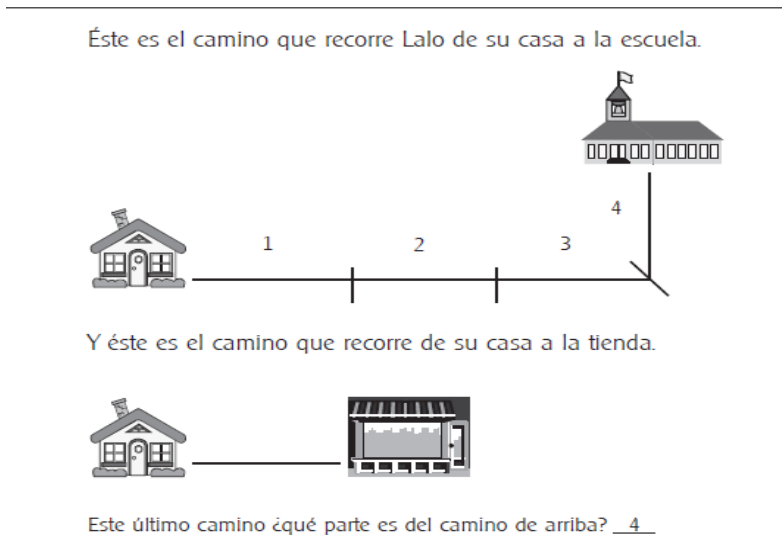 Éste es el camino que recorre Lalo de su casa a la escuela.
4
1 2 3
Y éste es el camino que recorre de su casa a la tienda.
Este último camino ¿qué parte es del camino de arriba? 4